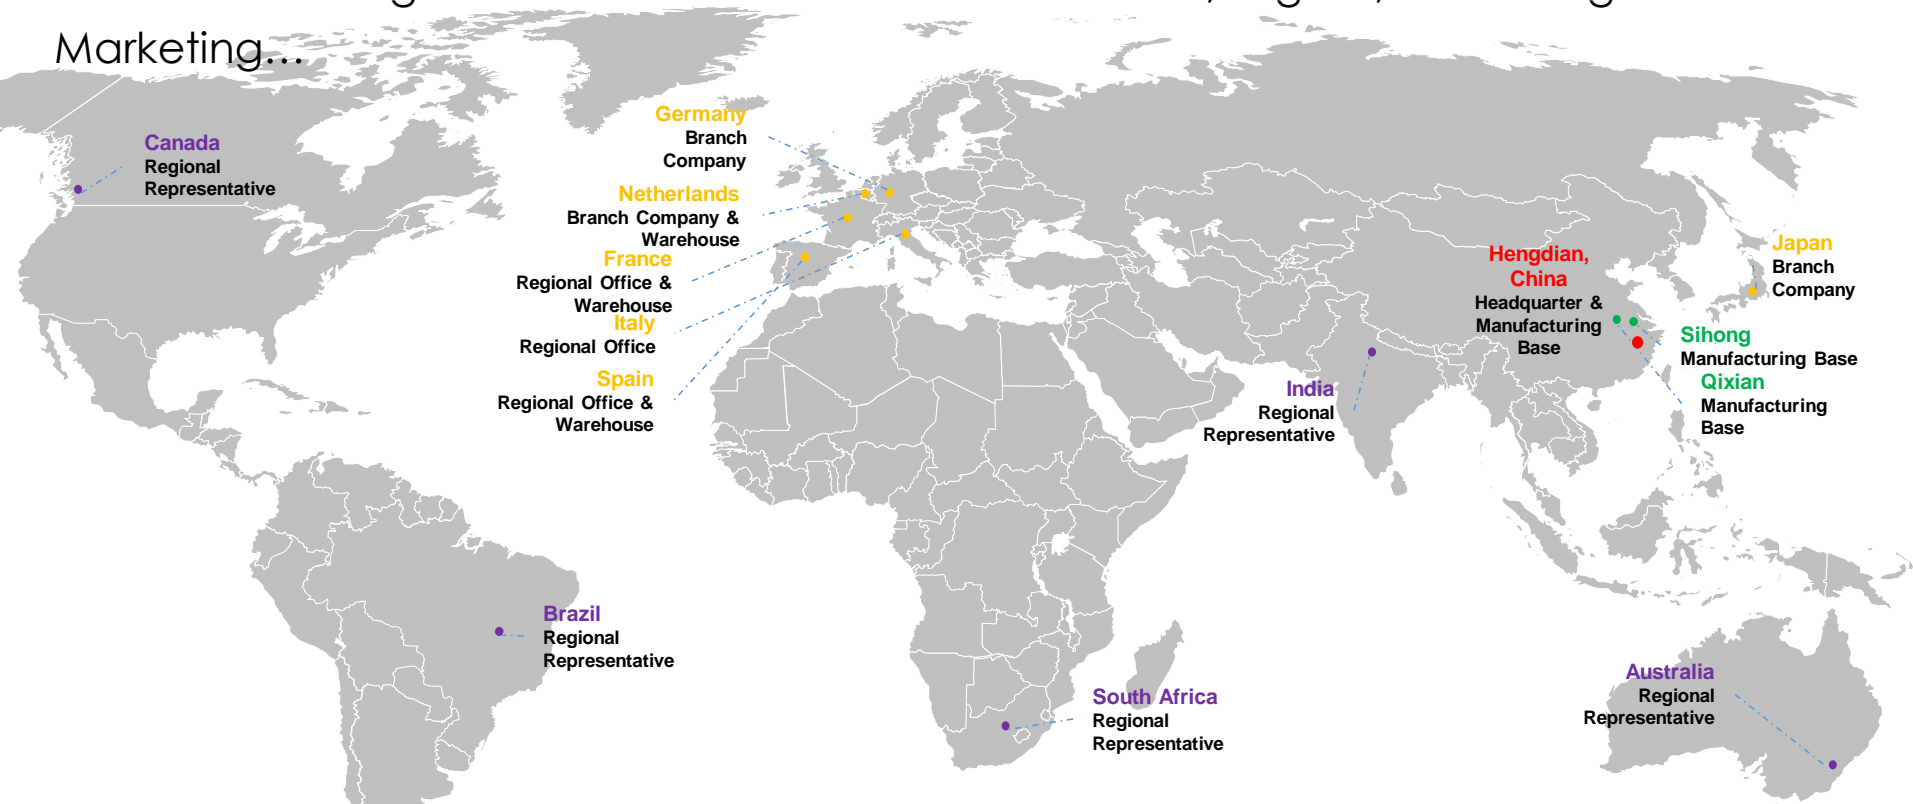 Marketing...
Canada
Regional
Representative
Germany
Branch
Company
Netherlands
Branch Company &
Warehouse
France
Regional Office &
Warehouse
Italy
Regional Office
Spain
Regional Office &
Warehouse
Brazil
Regional
Representative
South Africa
Regional
Representative
India
Regional
Representative
Hengdian,
China
Headquarter &
Manufacturing
Base
Japan
Branch
Company
Sihong
Manufacturing Base
Qixian
Manufacturing
Base
Australia
Regional
Representative